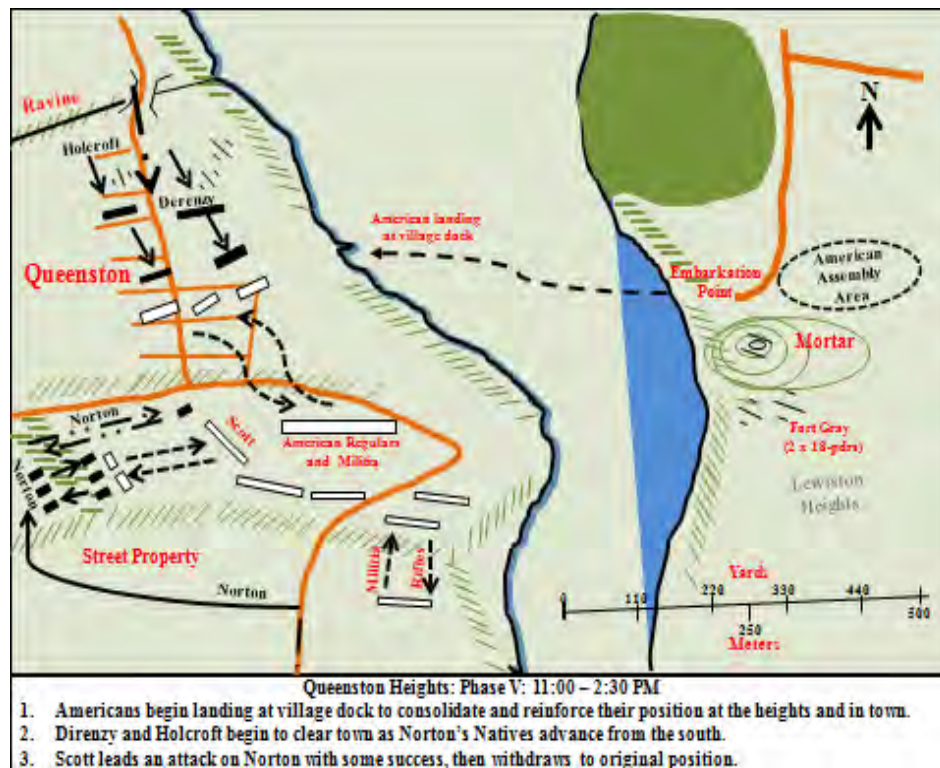 Ravine
Holcroft
Derenzy
Queenston
American landing
at village dock
N
Embarkation
Point
American
Assembly
Area
Mortar
Fort Gray
(2 x 18-pdrs)
Lewiston
Heights
Norton
Scott
American Regulars
and Militia
Norton
Street Property
Norton
Militia
Rifles
Yards
0 110 220 330 440 500
250
Meters
Queenston Heights: Phase V: 11:00 – 2:30 PM
1. Americans begin landing at village dock to consolidate and reinforce their position at the heights and in town.
2. Direnzy and Holcroft begin to clear town as Norton's Natives advance from the south.
3. Scott leads an attack on Norton with some success, then withdraws to original position.